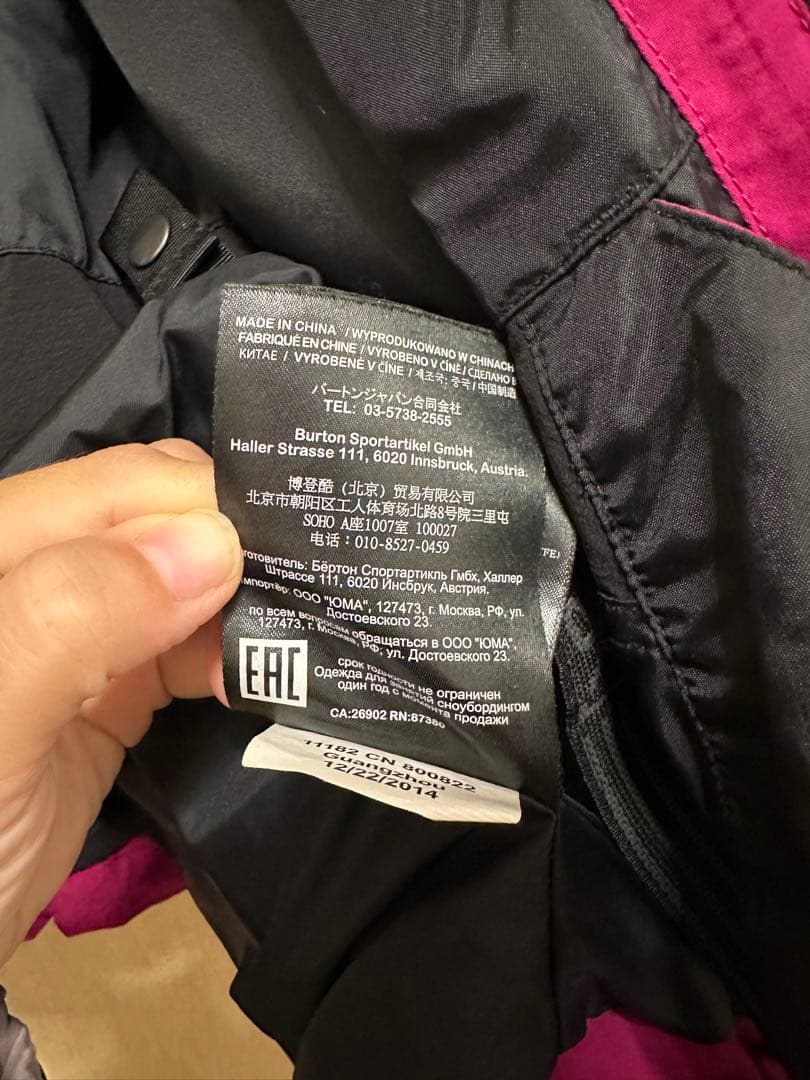 MADE IN CHINA / WYPRODUKOWANO W CHINACH
FABRIQUÉ EN CHINE / VYROBENO V ČÍNĚ / СДЕЛАНО В
КИТАЕ / VYROBENÉ V ČÍNE / 제조국: 중국 / 中国制造
バートンジャパン合同会社
TEL: 03-5738-2555
Burton Sportartikel GmbH
Haller Strasse 111, 6020 Innsbruck, Austria.
博登酷（北京）贸易有限公司
北京市朝阳区工人体育场北路8号院三里屯
SOHO A座1007室 100027
电话：010-8527-0459
готовитель: Бёртон Спортартикль Гмбх, Халлер
Штрассе 111, 6020 Инсбрук, Австрия.
мпортёр: ООО "ЮМА", 127473, г. Москва, РФ, ул.
Достоевского 23.
по всем вопросам обращаться в ООО "ЮМА",
127473, г. Москва, РФ, ул. Достоевского 23.
EAC
срок годности не ограничен
Одежда для занятий сноубордингом
один год с момента продажи
CA:26902 RN:87380
11182 CN 800822
Guangzhou
12/22/2014